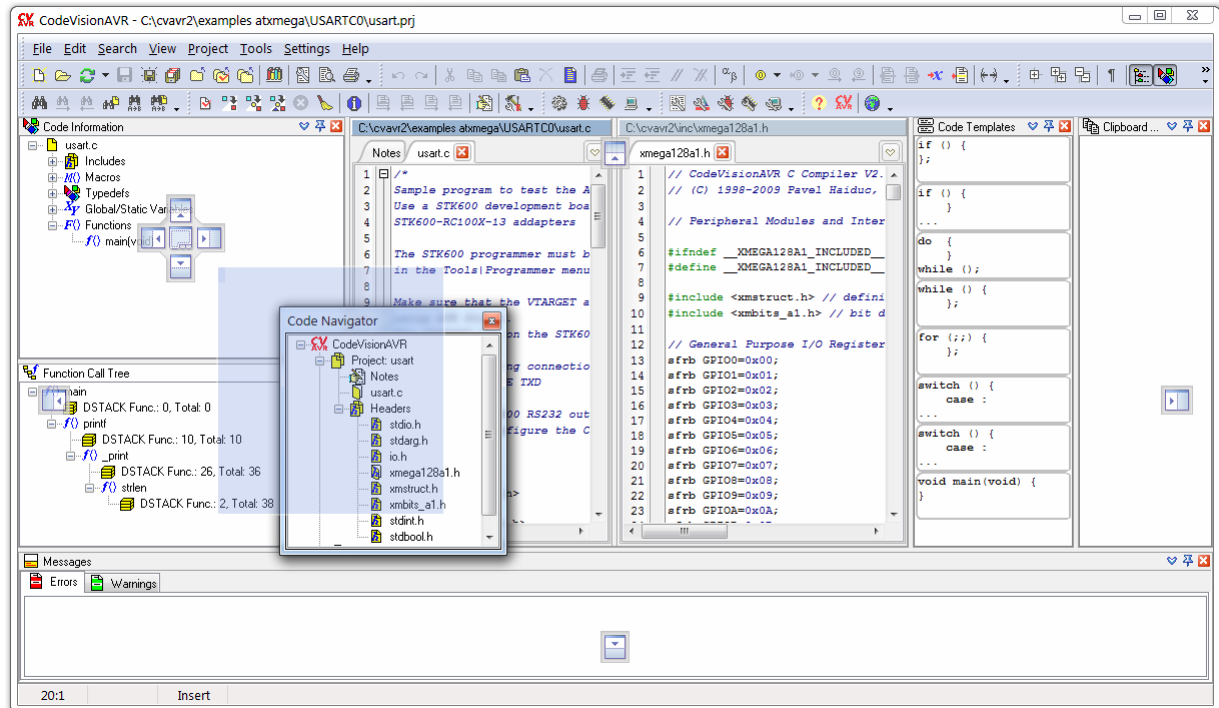 CodeVisionAVR - C:\cvavr2\examples atxmega\USARTC0\usart.prj
File Edit Search View Project Tools Settings Help
Code Information
usart.c
Includes
M() Macros
Typedefs
Global/Static Variables
F() Functions
f() main(void)
Function Call Tree
f() main
DSTACK Func.: 0, Total: 0
f() printf
DSTACK Func.: 10, Total: 10
f() _print
DSTACK Func.: 26, Total: 36
f() strlen
DSTACK Func.: 2, Total: 38
C:\cvavr2\examples atxmega\USARTC0\usart.c
Notes usart.c
1 /*
2 Sample program to test the A
3 Use a STK600 development boa
4 STK600-RC100X-13 addapters
5
6 The STK600 programmer must b
7 in the Tools|Programmer menu
8
9 Make sure that the VTARGET a
on the STK60
ng connectio
TXD
00 RS232 out
figure the C
Code Navigator
CodeVisionAVR
Project: usart
Notes
usart.c
Headers
stdio.h
stdarg.h
io.h
xmega128a1.h
xmstruct.h
xmbits_a1.h
stdint.h
stdbool.h
C:\cvavr2\inc\xmega128a1.h
xmega128a1.h
1 // CodeVisionAVR C Compiler V2.
2 // (C) 1998-2009 Pavel Haiduc,
3
4 // Peripheral Modules and Inter
5
6 #ifndef __XMEGA128A1_INCLUDED__
7 #define __XMEGA128A1_INCLUDED__
8
9 #include <xmstruct.h> // defini
10 #include <xmbits_a1.h> // bit d
11
12 // General Purpose I/O Register
13 sfrb GPIO0=0x00;
14 sfrb GPIO1=0x01;
15 sfrb GPIO2=0x02;
16 sfrb GPIO3=0x03;
17 sfrb GPIO4=0x04;
18 sfrb GPIO5=0x05;
19 sfrb GPIO6=0x06;
20 sfrb GPIO7=0x07;
21 sfrb GPIO8=0x08;
22 sfrb GPIO9=0x09;
23 sfrb GPIOA=0x0A;
Code Templates
if () {
};
if () {
}
...
do {
}
while ();
while () {
};
for (;;) {
};
switch () {
case :
...
switch () {
case :
...
void main(void) {
}
Clipboard ...
Messages
Errors Warnings
20:1 Insert